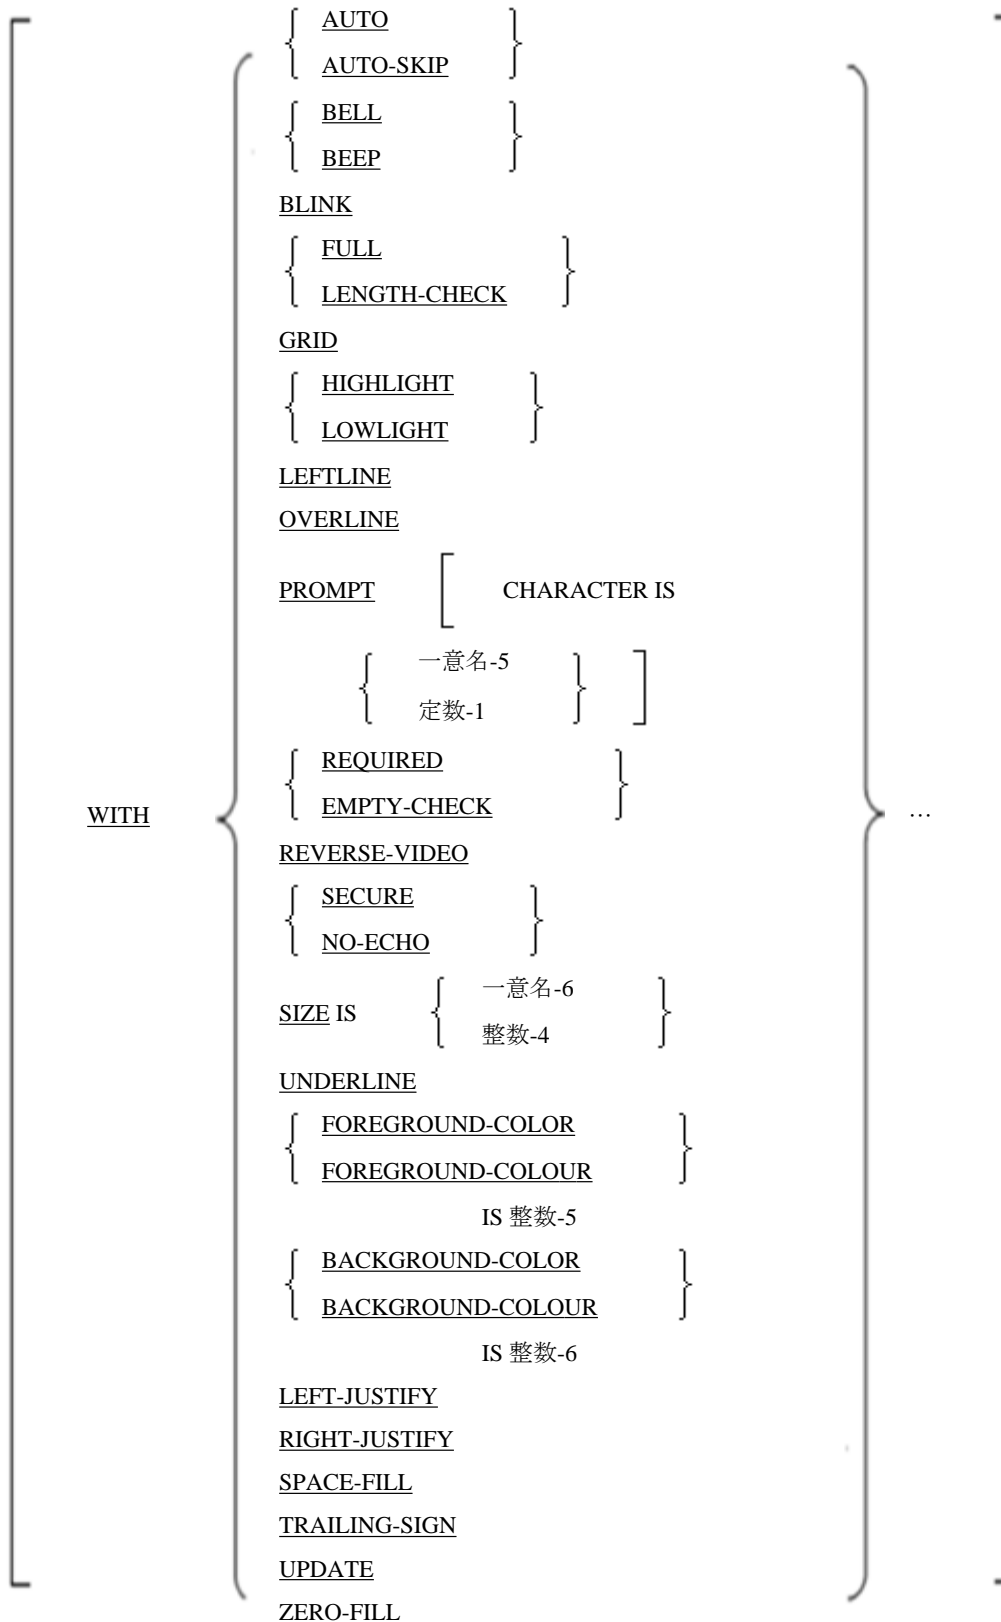 AUTO
AUTO-SKIP
BELL
BEEP
BLINK
FULL
LENGTH-CHECK
GRID
HIGHLIGHT
LOWLIGHT
LEFTLINE
OVERLINE
PROMPT CHARACTER IS
一意名-5
定数-1
REQUIRED
EMPTY-CHECK
WITH …
REVERSE-VIDEO
SECURE
NO-ECHO
一意名-6
SIZE IS
整数-4
UNDERLINE
FOREGROUND-COLOR
FOREGROUND-COLOUR
IS 整数-5
BACKGROUND-COLOR
BACKGROUND-COLOUR
IS 整数-6
LEFT-JUSTIFY
RIGHT-JUSTIFY
SPACE-FILL
TRAILING-SIGN
UPDATE
ZERO-FILL